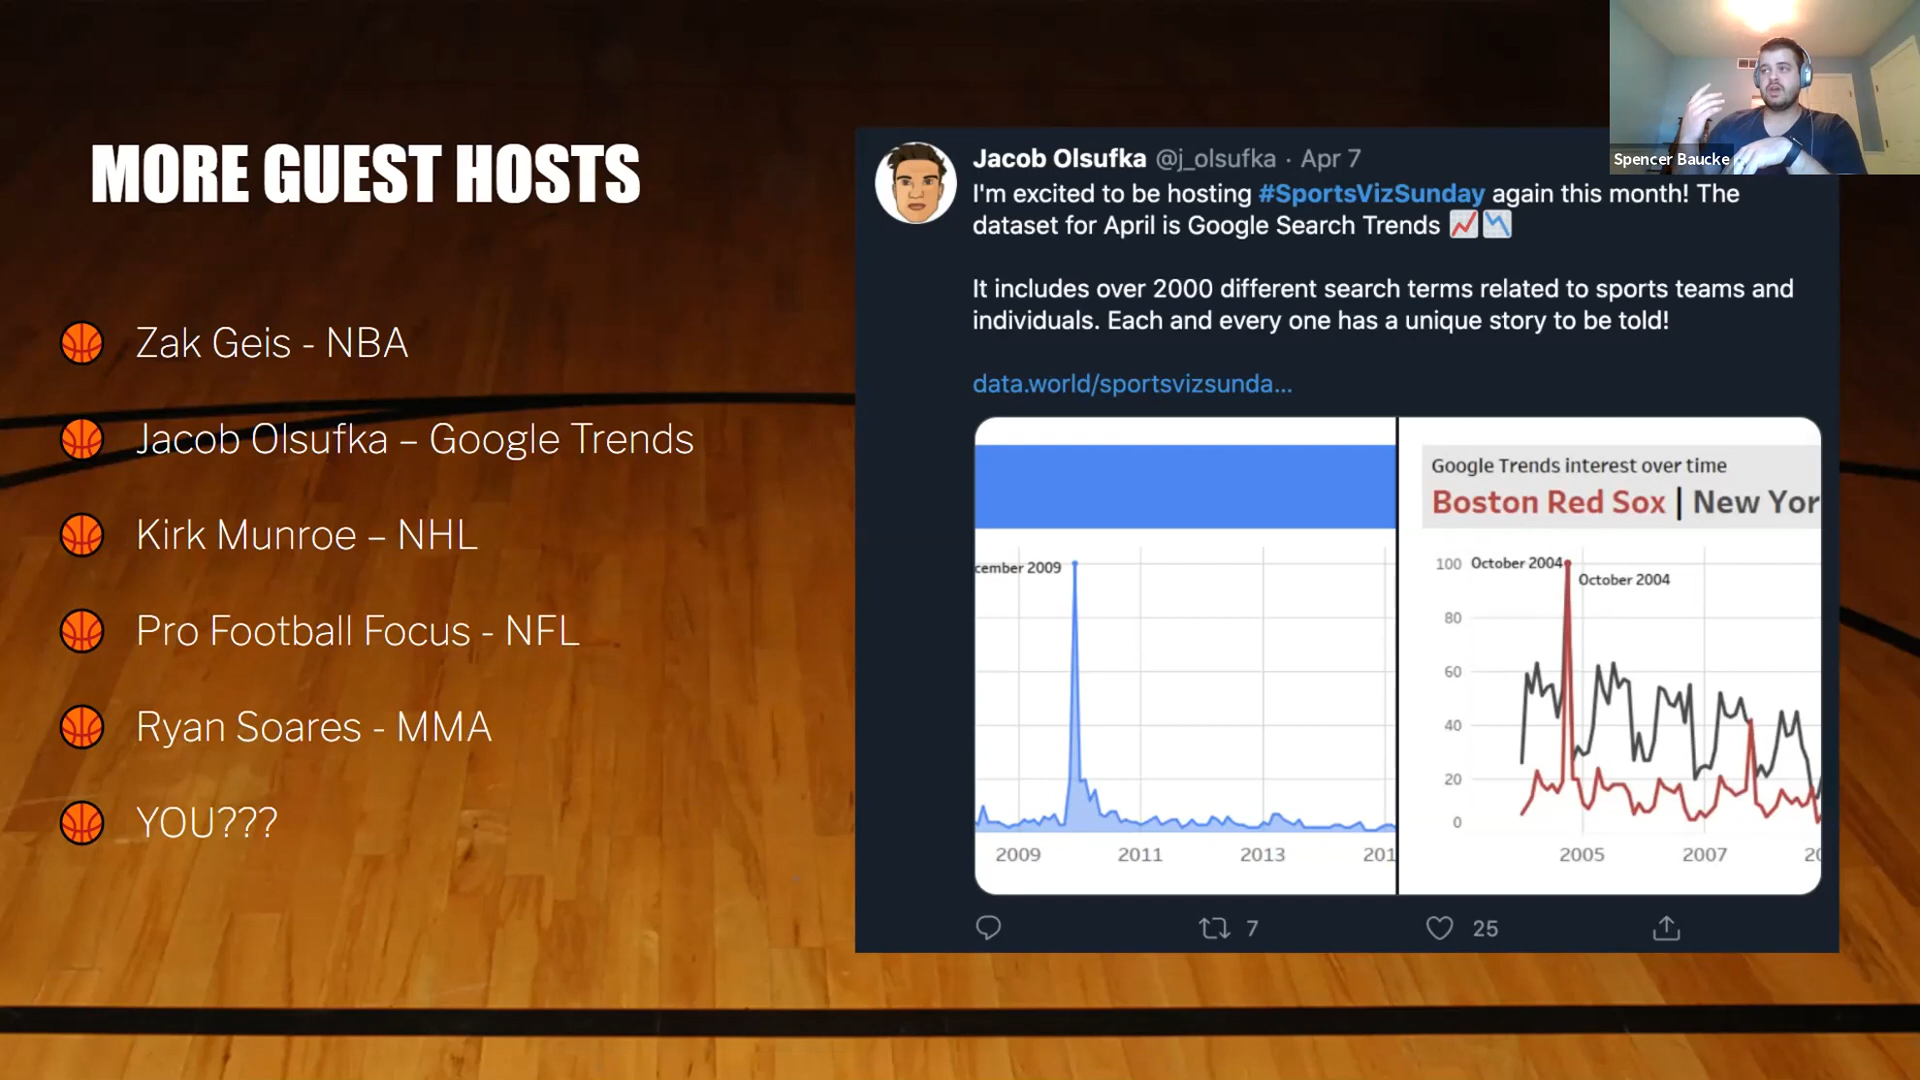 MORE GUEST HOSTS
Zak Geis - NBA
Jacob Olsufka – Google Trends
Kirk Munroe – NHL
Pro Football Focus - NFL
Ryan Soares - MMA
YOU???
Spencer Baucke
Jacob Olsufka @j_olsufka · Apr 7
I'm excited to be hosting #SportsVizSunday again this month! The
dataset for April is Google Search Trends
It includes over 2000 different search terms related to sports teams and
individuals. Each and every one has a unique story to be told!
data.world/sportsvizsunda...
cember 2009
2009 2011 2013 201
Google Trends interest over time
Boston Red Sox | New Yor
100 October 2004
October 2004
80
60
40
20
0
2005 2007 20
7 25